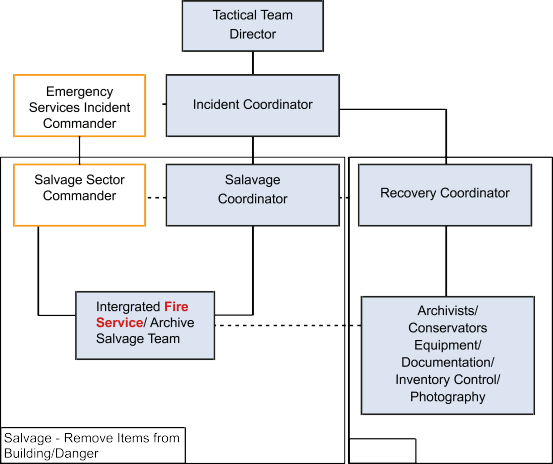 Tactical Team
Director
Emergency
Services Incident
Commander
Incident Coordinator
Salvage Sector
Commander
Salavage
Coordinator
Recovery Coordinator
Intergrated Fire
Service/ Archive
Salvage Team
Archivists/
Conservators
Equipment/
Documentation/
Inventory Control/
Photography
Salvage - Remove Items from
Building/Danger